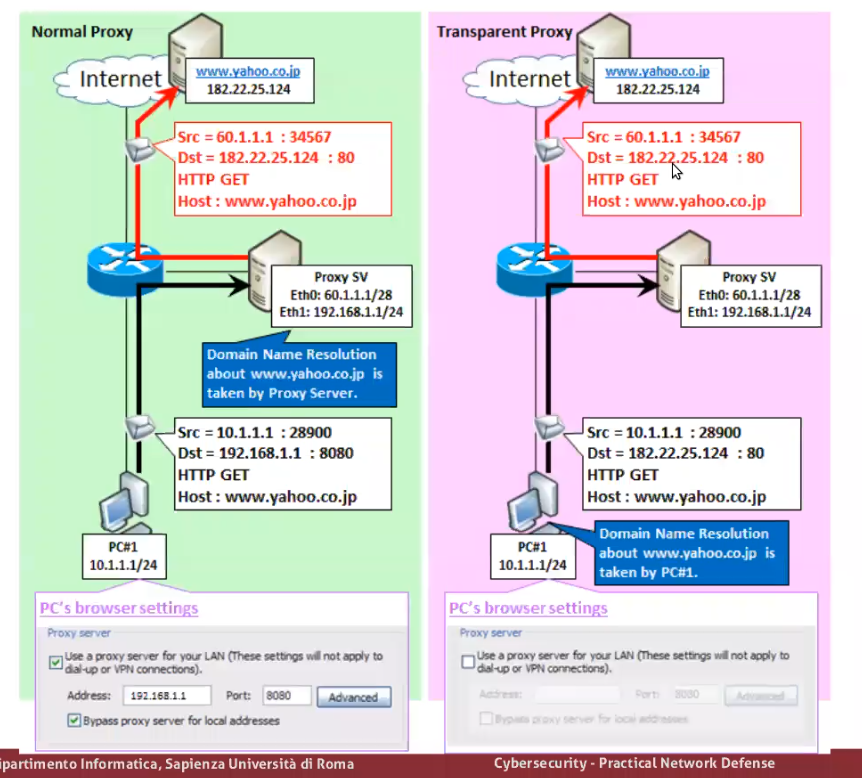 Normal Proxy
Internet
www.yahoo.co.jp
182.22.25.124
Src = 60.1.1.1 : 34567
Dst = 182.22.25.124 : 80
HTTP GET
Host : www.yahoo.co.jp
Proxy SV
Eth0: 60.1.1.1/28
Eth1: 192.168.1.1/24
Domain Name Resolution
about www.yahoo.co.jp is
taken by Proxy Server.
Src = 10.1.1.1 : 28900
Dst = 192.168.1.1 : 8080
HTTP GET
Host : www.yahoo.co.jp
PC#1
10.1.1.1/24
PC's browser settings
Proxy server
Use a proxy server for your LAN (These settings will not apply to
dial-up or VPN connections).
Address: 192.168.1.1 Port: 8080 Advanced
Bypass proxy server for local addresses
Transparent Proxy
Internet
www.yahoo.co.jp
182.22.25.124
Src = 60.1.1.1 : 34567
Dst = 182.22.25.124 : 80
HTTP GET
Host : www.yahoo.co.jp
Proxy SV
Eth0: 60.1.1.1/28
Eth1: 192.168.1.1/24
Src = 10.1.1.1 : 28900
Dst = 182.22.25.124 : 80
HTTP GET
Host : www.yahoo.co.jp
PC#1
10.1.1.1/24
Domain Name Resolution
about www.yahoo.co.jp is
taken by PC#1.
PC's browser settings
Proxy server
Use a proxy server for your LAN (These settings will not apply to
dial-up or VPN connections).
Address: Port: 8080 Advanced
Bypass proxy server for local addresses
ipartimento Informatica, Sapienza Università di Roma
Cybersecurity - Practical Network Defense